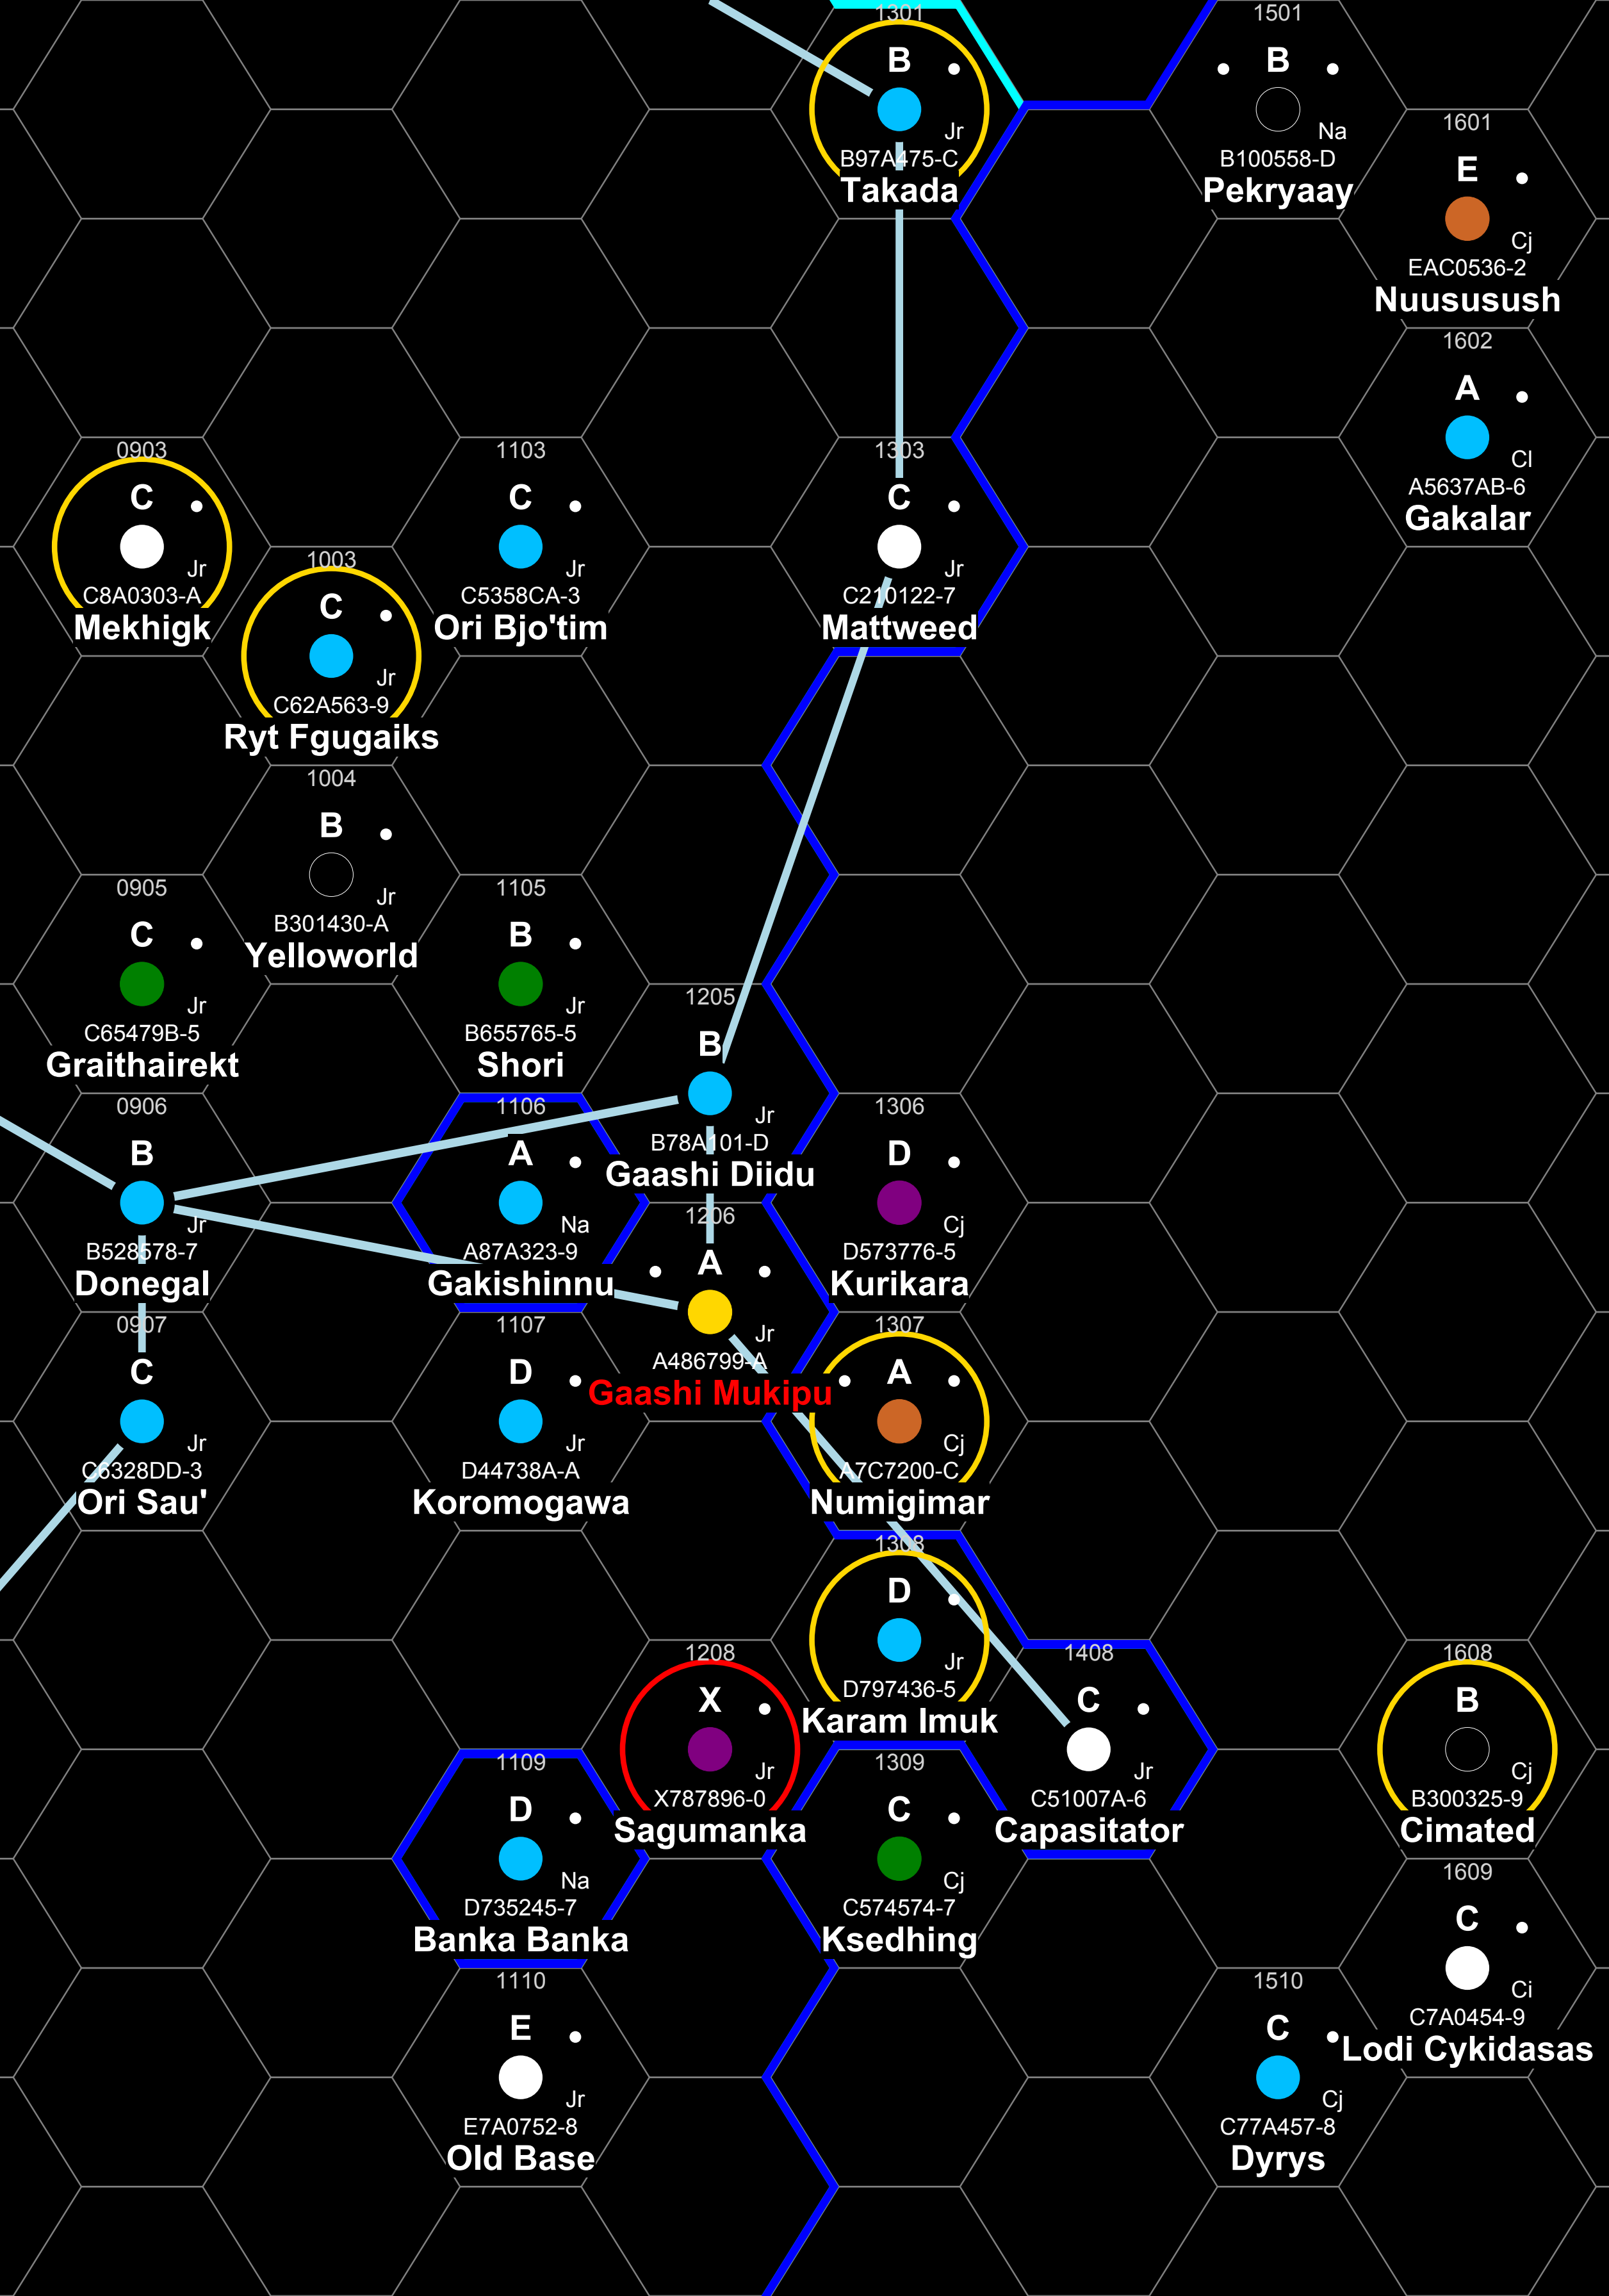 1301
B
Jr
B97A475-C
Takada
1501
B
Na
B100558-D
Pekryaay
1601
E
Cj
EAC0536-2
Nuususush
1602
A
Cl
A5637AB-6
Gakalar
0903
C
Jr
C8A0303-A
Mekhigk
1003
C
Jr
C62A563-9
Ryt Fgugaiks
1103
C
Jr
C5358CA-3
Ori Bjo'tim
1303
C
Jr
C210122-7
Mattweed
1004
B
Jr
B301430-A
Yelloworld
0905
C
Jr
C65479B-5
Graithairekt
1105
B
Jr
B655765-5
Shori
1205
B
Jr
B78A101-D
Gaashi Diidu
0906
B
Jr
B528578-7
Donegal
1106
A
Na
A87A323-9
Gakishinnu
1306
D
Cj
D573776-5
Kurikara
1206
A
Jr
A486799-A
Gaashi Mukipu
0907
C
Jr
C6328DD-3
Ori Sau'
1107
D
Jr
D44738A-A
Koromogawa
1307
A
Cj
A7C7200-C
Numigimar
1308
D
Jr
D797436-5
Karam Imuk
1208
X
Jr
X787896-0
Sagumanka
1408
C
Jr
C51007A-6
Capasitator
1608
B
Cj
B300325-9
Cimated
1109
D
Na
D735245-7
Banka Banka
1309
C
Cj
C574574-7
Ksedhing
1609
C
Ci
C7A0454-9
Lodi Cykidasas
1110
E
Jr
E7A0752-8
Old Base
1510
C
Cj
C77A457-8
Dyrys